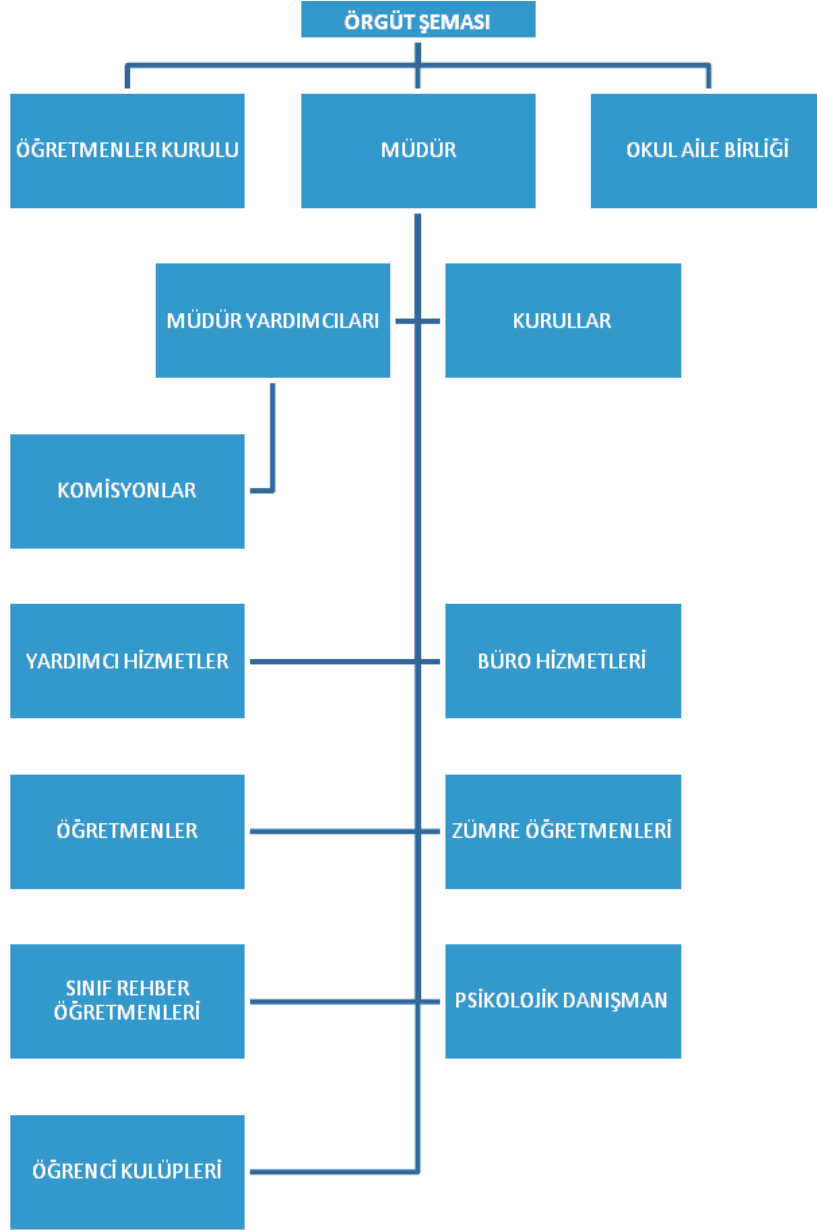 ÖRGÜT ŞEMASI
ÖĞRETMENLER KURULU
MÜDÜR
OKUL AİLE BİRLİĞİ
MÜDÜR YARDIMCILARI
KURULLAR
KOMİSYONLAR
YARDIMCI HİZMETLER
BÜRO HİZMETLERİ
ÖĞRETMENLER
ZÜMRE ÖĞRETMENLERİ
SINIF REHBER
ÖĞRETMENLERİ
PSİKOLOJİK DANIŞMAN
ÖĞRENCİ KULÜPLERİ